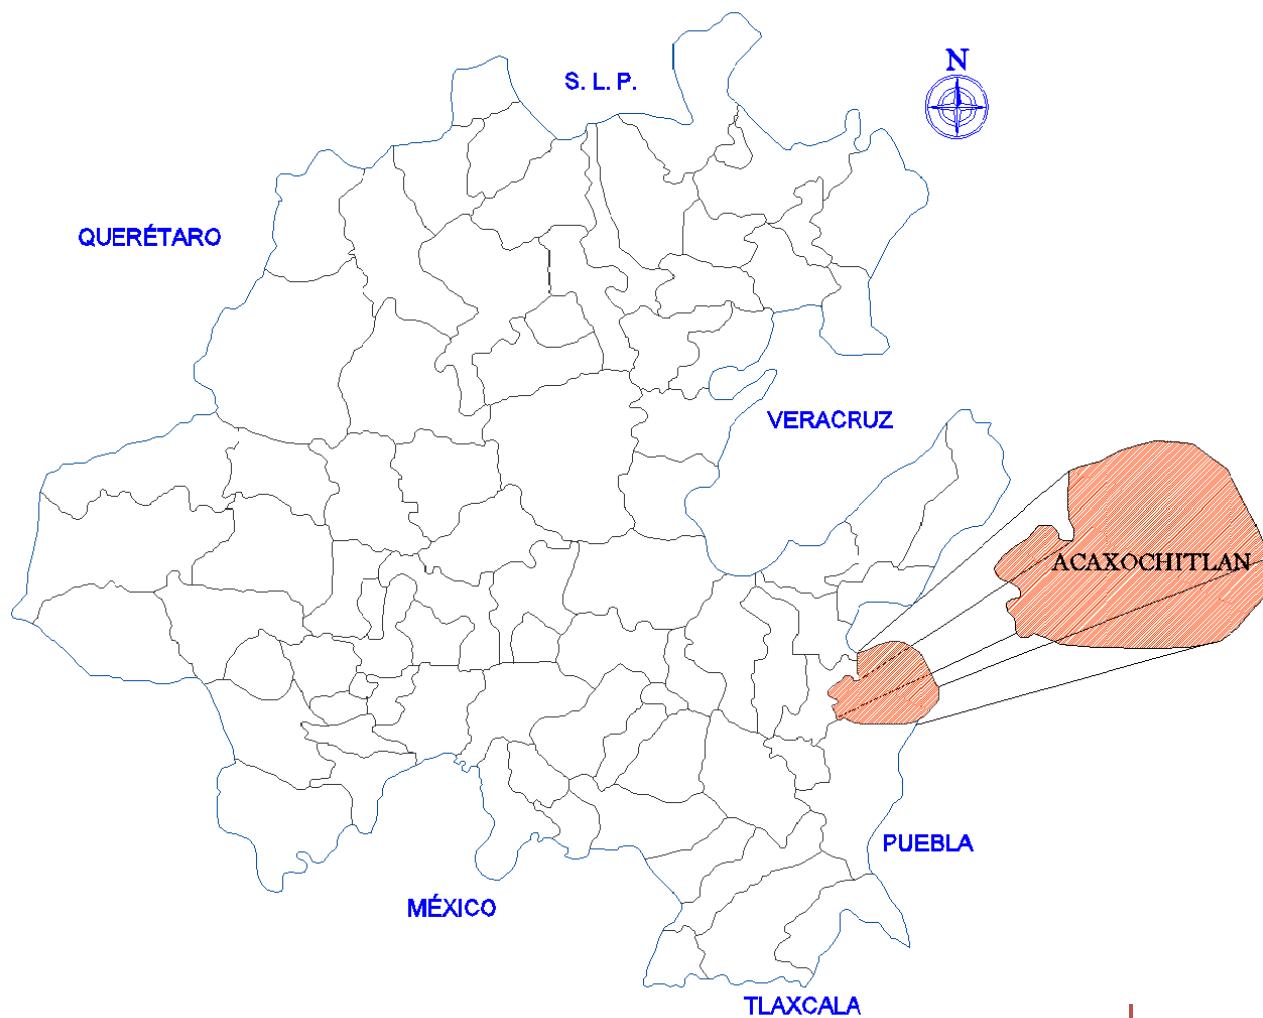 N
S. L. P.
QUERÉTARO
VERACRUZ
ACAXOCHITLAN
PUEBLA
MÉXICO
TLAXCALA